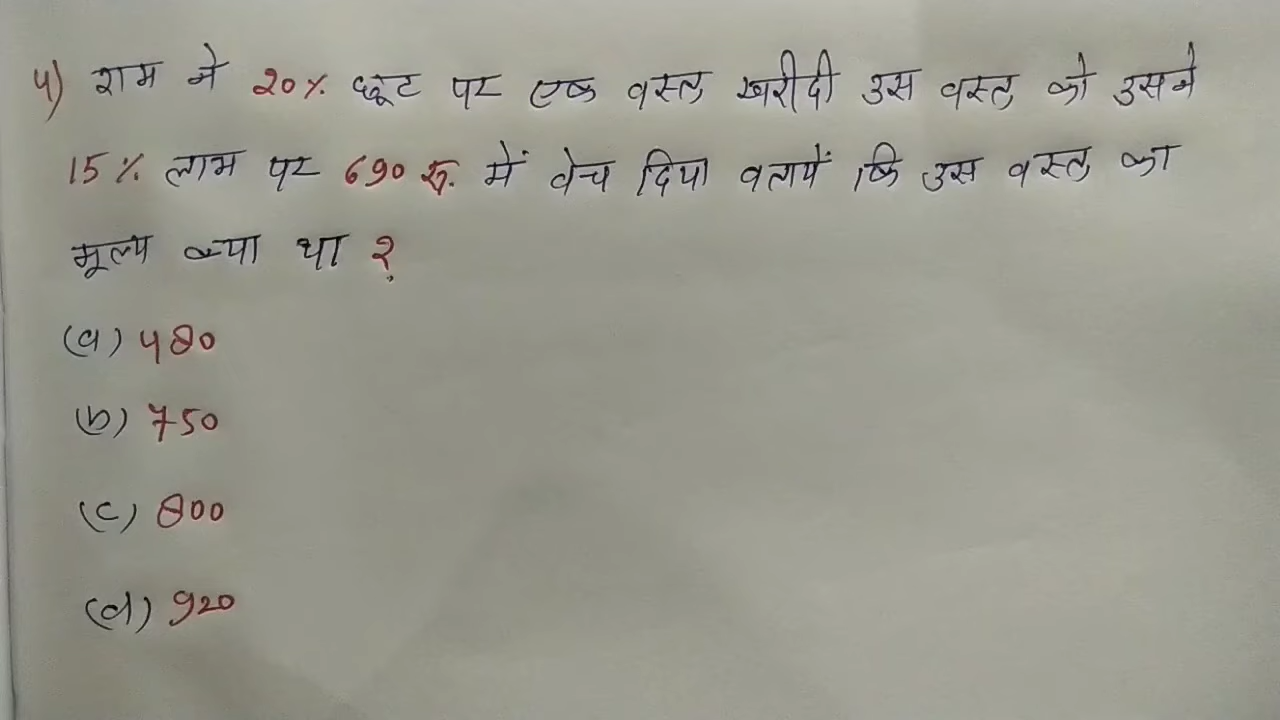 4) राम ने 20% छूट पर एक वस्तु खरीदी उस वस्तु को उसने
15% लाभ पर 690 रु. में बेच दिया बतायें कि उस वस्तु का
मूल्य क्या था ?
(a) 480
(b) 750
(c) 800
(d) 920